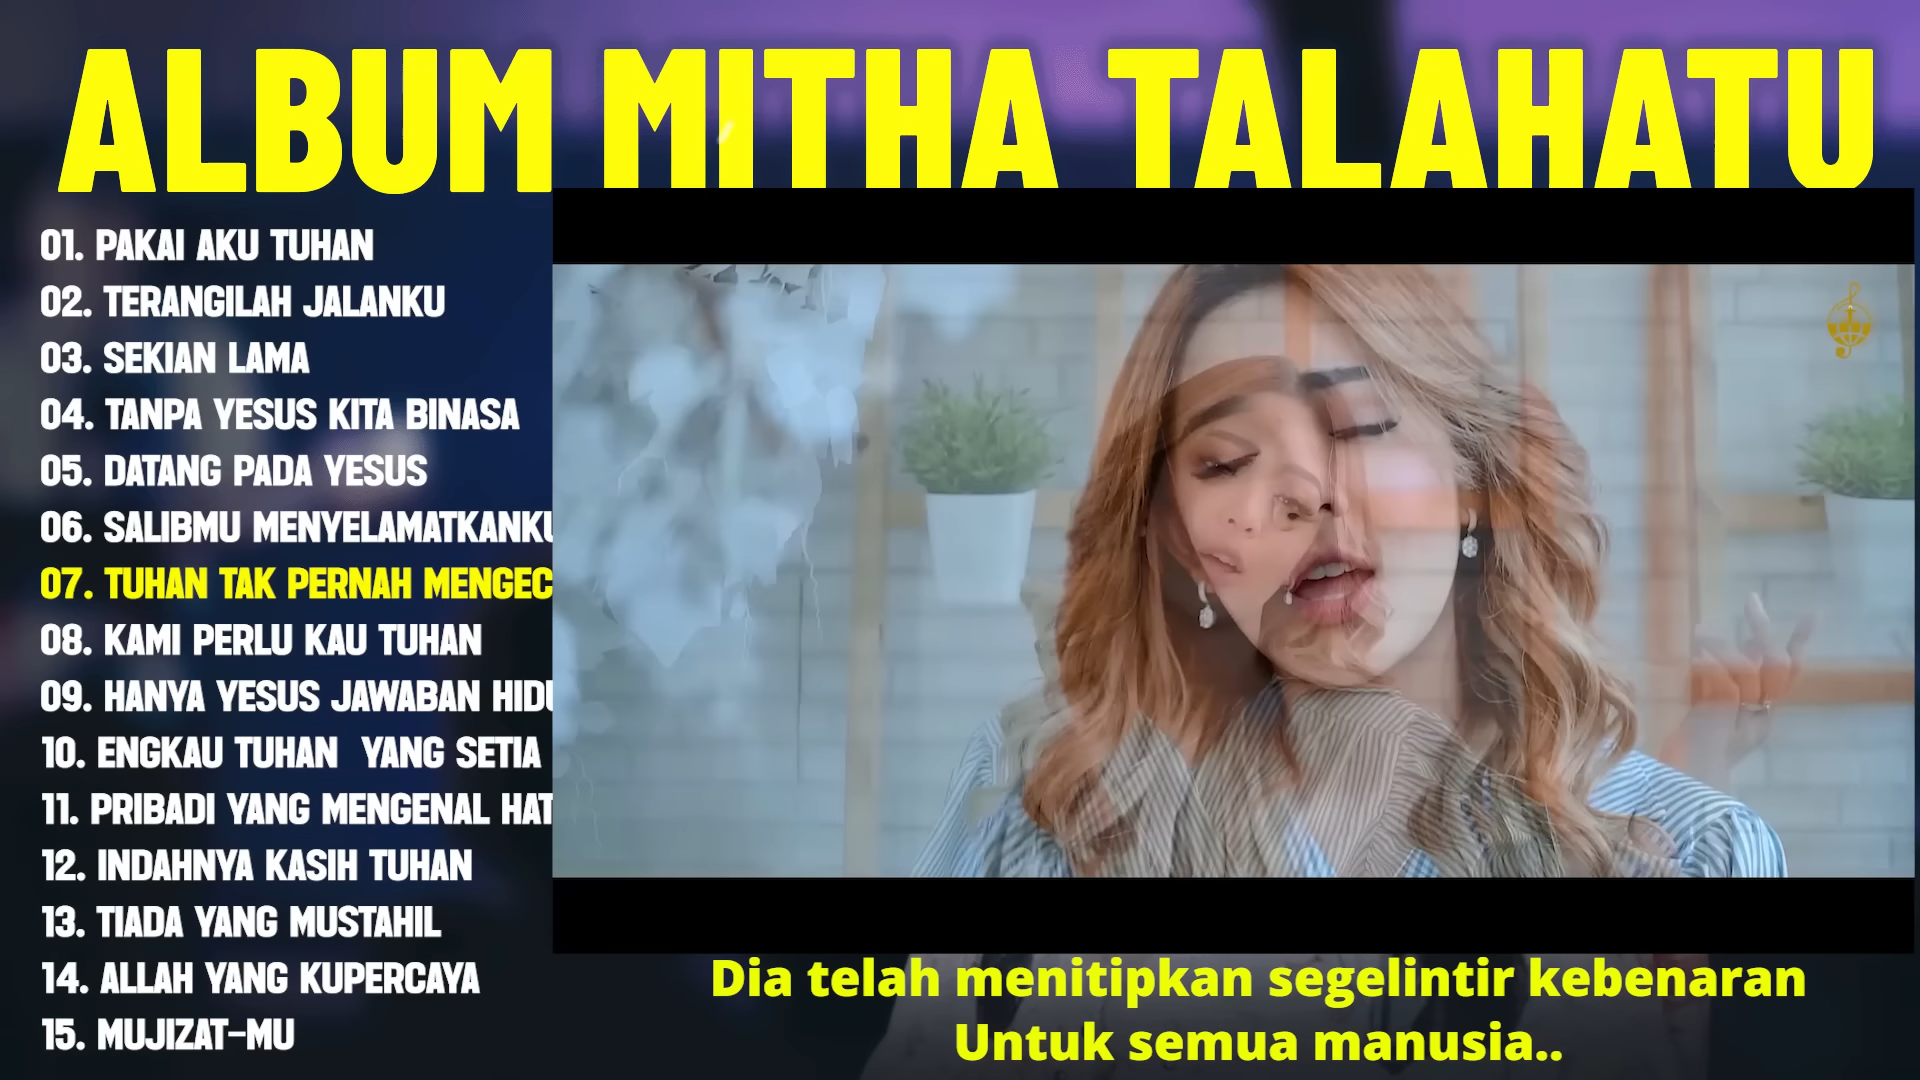 ALBUM MITHA TALAHATU
01. PAKAI AKU TUHAN
02. TERANGILAH JALANKU
03. SEKIAN LAMA
04. TANPA YESUS KITA BINASA
05. DATANG PADA YESUS
06. SALIBMU MENYELAMATKANKU
07. TUHAN TAK PERNAH MENGEC
08. KAMI PERLU KAU TUHAN
09. HANYA YESUS JAWABAN HIDU
10. ENGKAU TUHAN YANG SETIA
11. PRIBADI YANG MENGENAL HAT
12. INDAHNYA KASIH TUHAN
13. TIADA YANG MUSTAHIL
14. ALLAH YANG KUPERCAYA
15. MUJIZAT-MU
Dia telah menitipkan segelintir kebenaran
Untuk semua manusia..